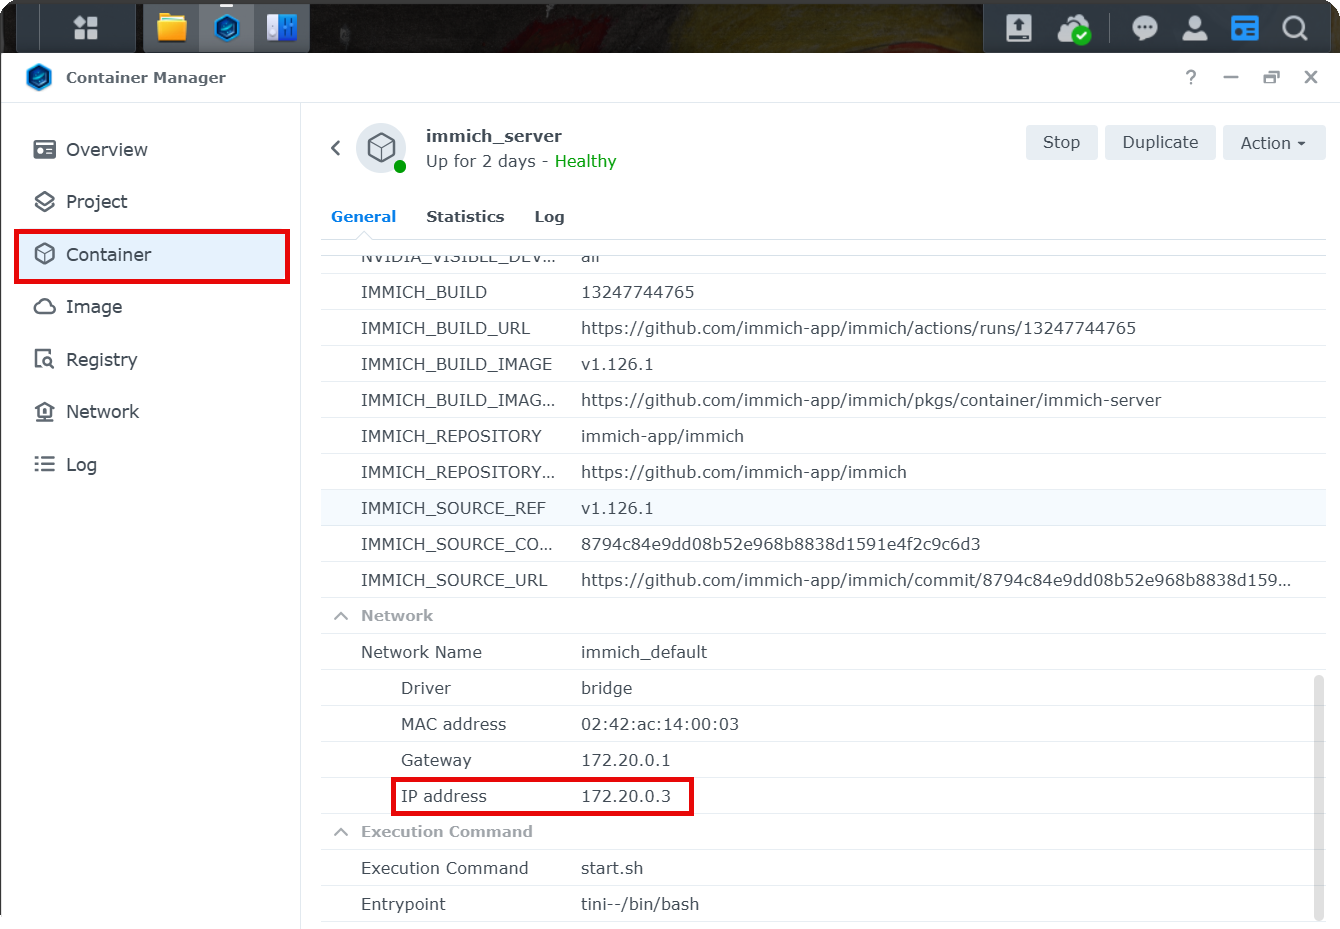 Container Manager
?
Overview
Project
Container
Image
Registry
Network
Log
immich_server
Up for 2 days - Healthy
Stop
Duplicate
Action
General
Statistics
Log
NVIDIA_VISIBLE_DEV... all
IMMICH_BUILD 13247744765
IMMICH_BUILD_URL https://github.com/immich-app/immich/actions/runs/13247744765
IMMICH_BUILD_IMAGE v1.126.1
IMMICH_BUILD_IMAG... https://github.com/immich-app/immich/pkgs/container/immich-server
IMMICH_REPOSITORY immich-app/immich
IMMICH_REPOSITORY... https://github.com/immich-app/immich
IMMICH_SOURCE_REF v1.126.1
IMMICH_SOURCE_CO... 8794c84e9dd08b52e968b8838d1591e4f2c9c6d3
IMMICH_SOURCE_URL https://github.com/immich-app/immich/commit/8794c84e9dd08b52e968b8838d159...
Network
Network Name immich_default
Driver bridge
MAC address 02:42:ac:14:00:03
Gateway 172.20.0.1
IP address 172.20.0.3
Execution Command
Execution Command start.sh
Entrypoint tini--/bin/bash